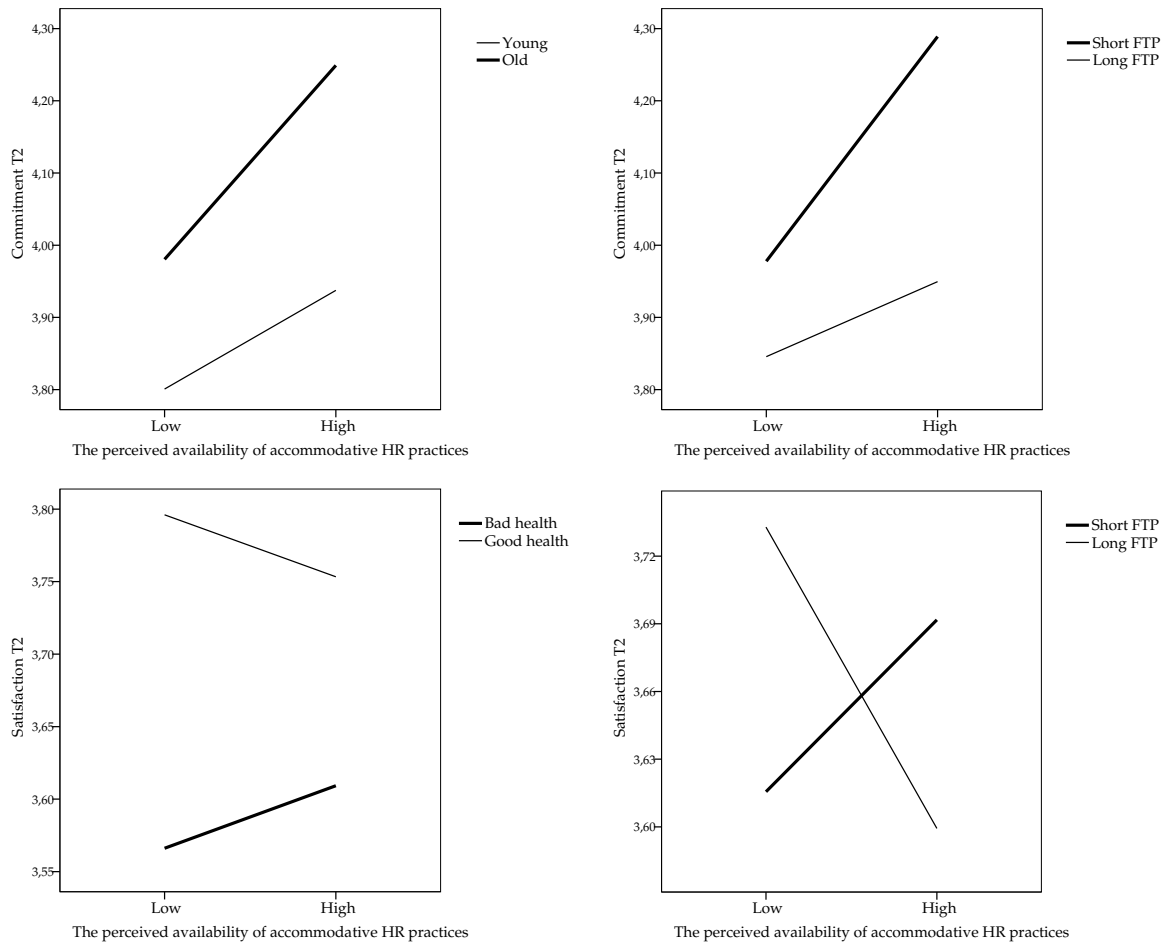 4,30
4,20
4,10
4,00
3,90
3,80
Commitment T2
Low
High
The perceived availability of accommodative HR practices
Young
Old
4,30
4,20
4,10
4,00
3,90
3,80
Commitment T2
Low
High
The perceived availability of accommodative HR practices
Short FTP
Long FTP
3,80
3,75
3,70
3,65
3,60
3,55
Satisfaction T2
Low
High
The perceived availability of accommodative HR practices
Bad health
Good health
3,72
3,69
3,66
3,63
3,60
Satisfaction T2
Low
High
The perceived availability of accommodative HR practices
Short FTP
Long FTP